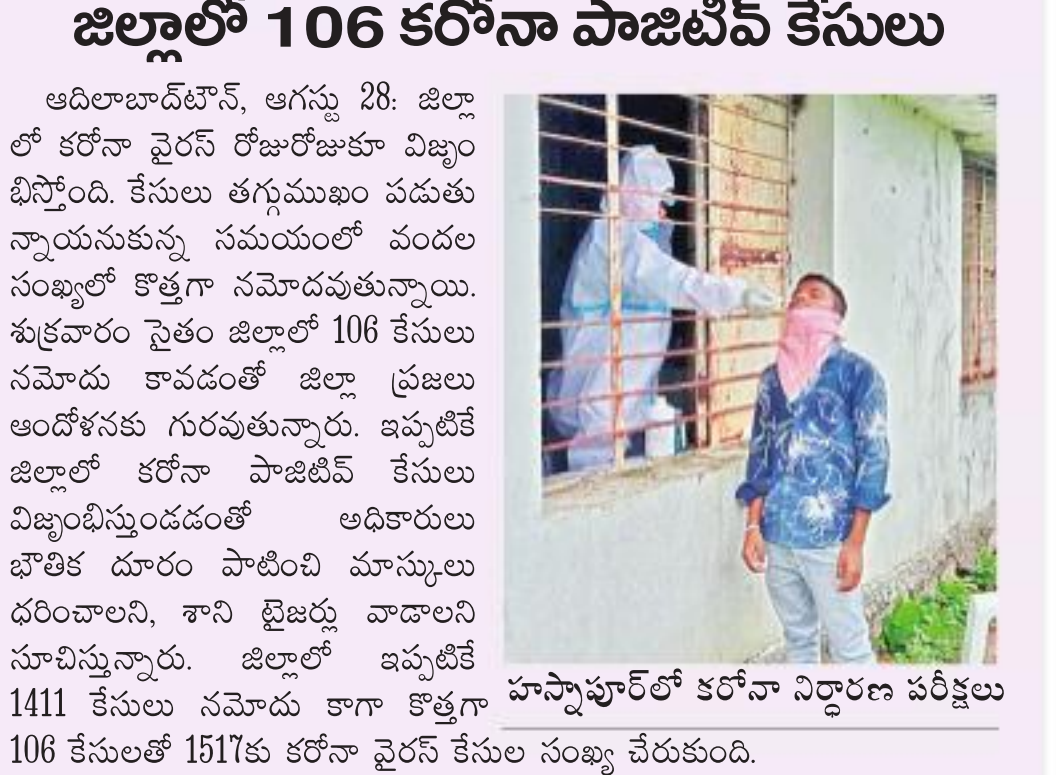 జిల్లాలో 106 కరోనా పాజిటివ్ కేసులు
ఆదిలాబాద్‌టౌన్, ఆగస్టు 28: జిల్లా
లో కరోనా వైరస్ రోజురోజుకూ విజృం
భిస్తోంది. కేసులు తగ్గుముఖం పడుతు
న్నాయనుకున్న సమయంలో వందల
సంఖ్యలో కొత్తగా నమోదవుతున్నాయి.
శుక్రవారం సైతం జిల్లాలో 106 కేసులు
నమోదు కావడంతో జిల్లా ప్రజలు
ఆందోళనకు గురవుతున్నారు. ఇప్పటికే
జిల్లాలో కరోనా పాజిటివ్ కేసులు
విజృంభిస్తుండడంతో అధికారులు
భౌతిక దూరం పాటించి మాస్కులు
ధరించాలని, శాని టైజర్లు వాడాలని
సూచిస్తున్నారు. జిల్లాలో ఇప్పటికే
1411 కేసులు నమోదు కాగా కొత్తగా
106 కేసులతో 1517కు కరోనా వైరస్ కేసుల సంఖ్య చేరుకుంది.
హస్నాపూర్‌లో కరోనా నిర్ధారణ పరీక్షలు